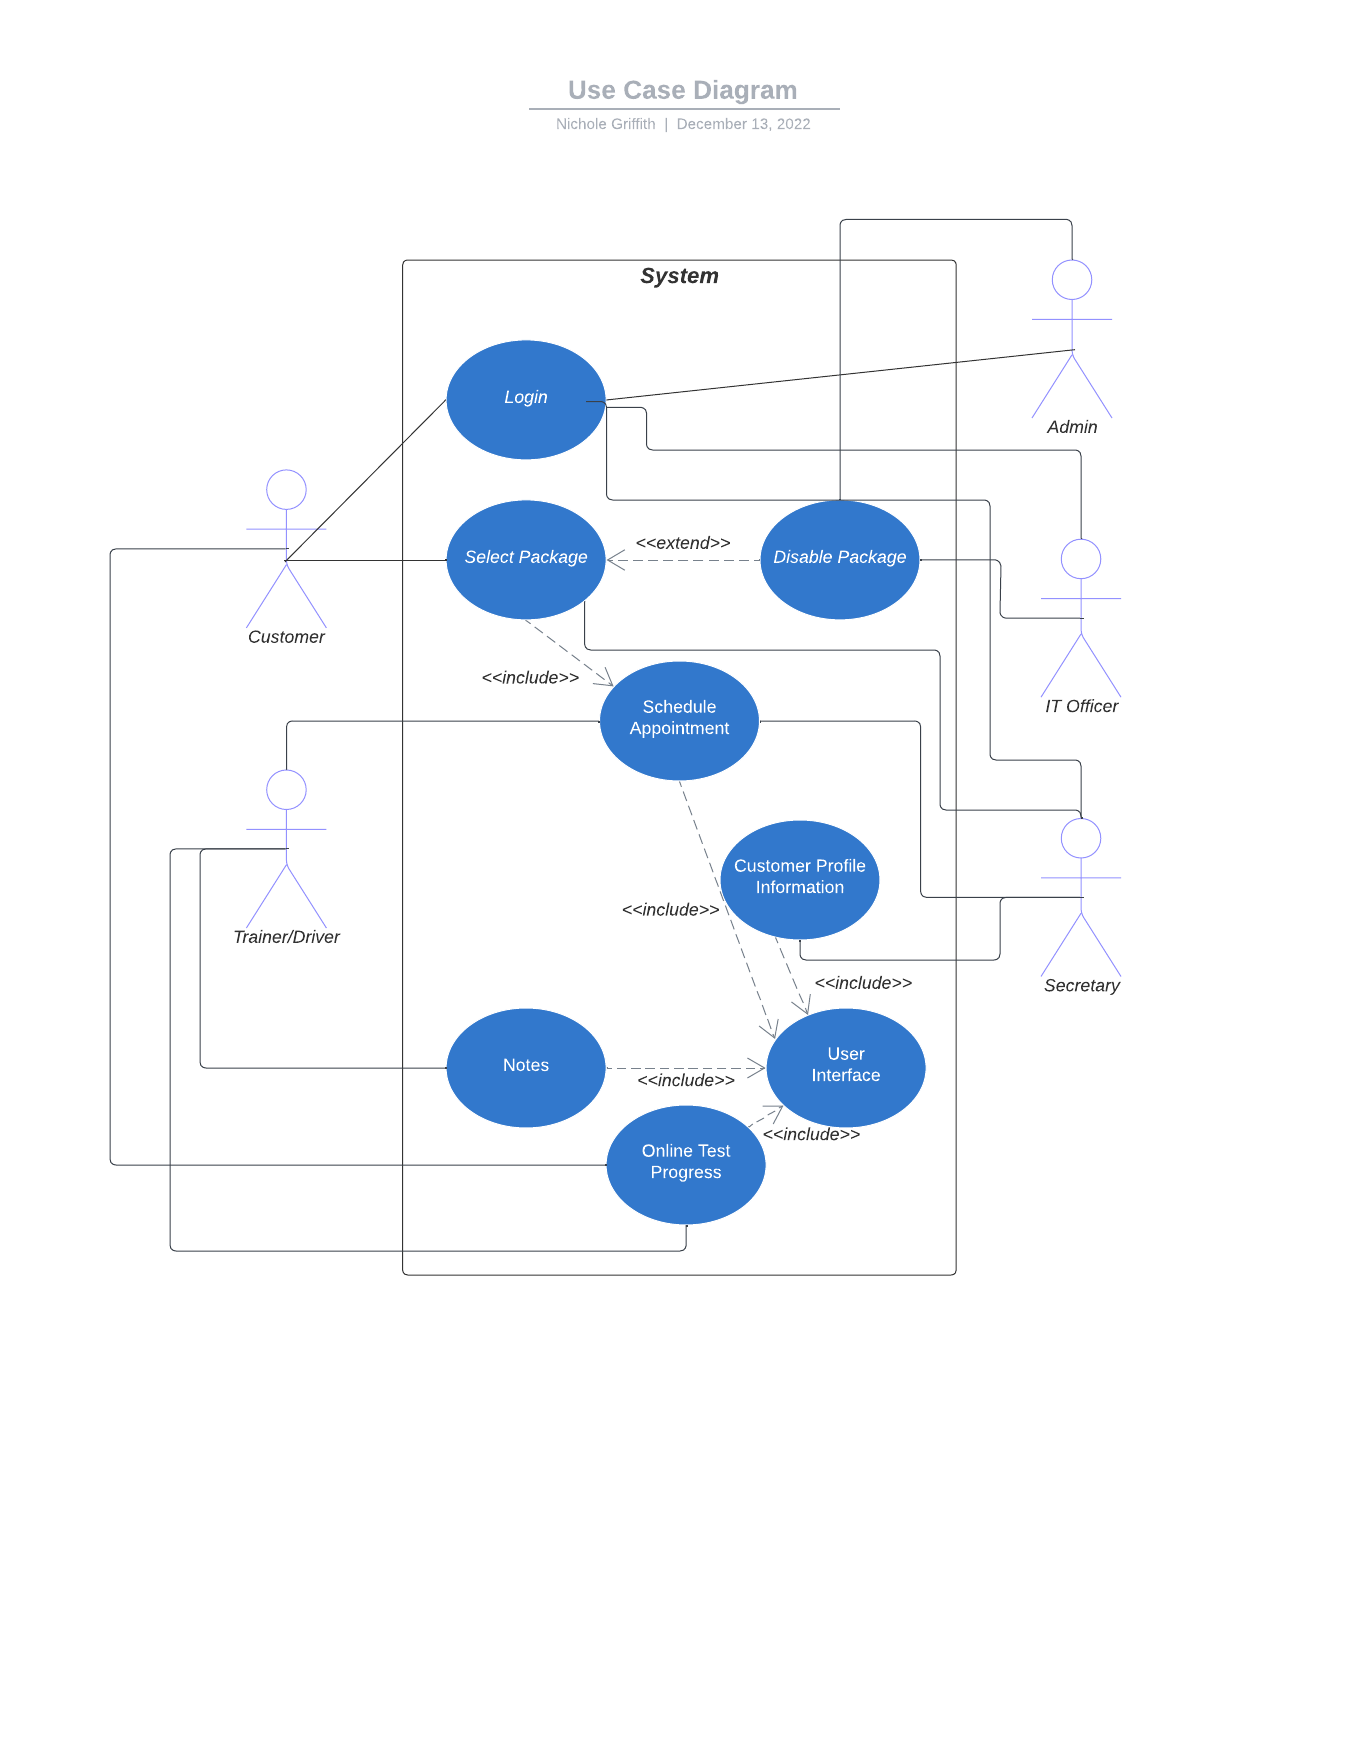 Use Case Diagram
Nichole Griffith | December 13, 2022
System
Login
Admin
<<extend>>
Select Package
Disable Package
Customer
<<include>>
Schedule
Appointment
IT Officer
Customer Profile
Information
<<include>>
Trainer/Driver
<<include>>
Secretary
User
Interface
Notes
<<include>>
<<include>>
Online Test
Progress